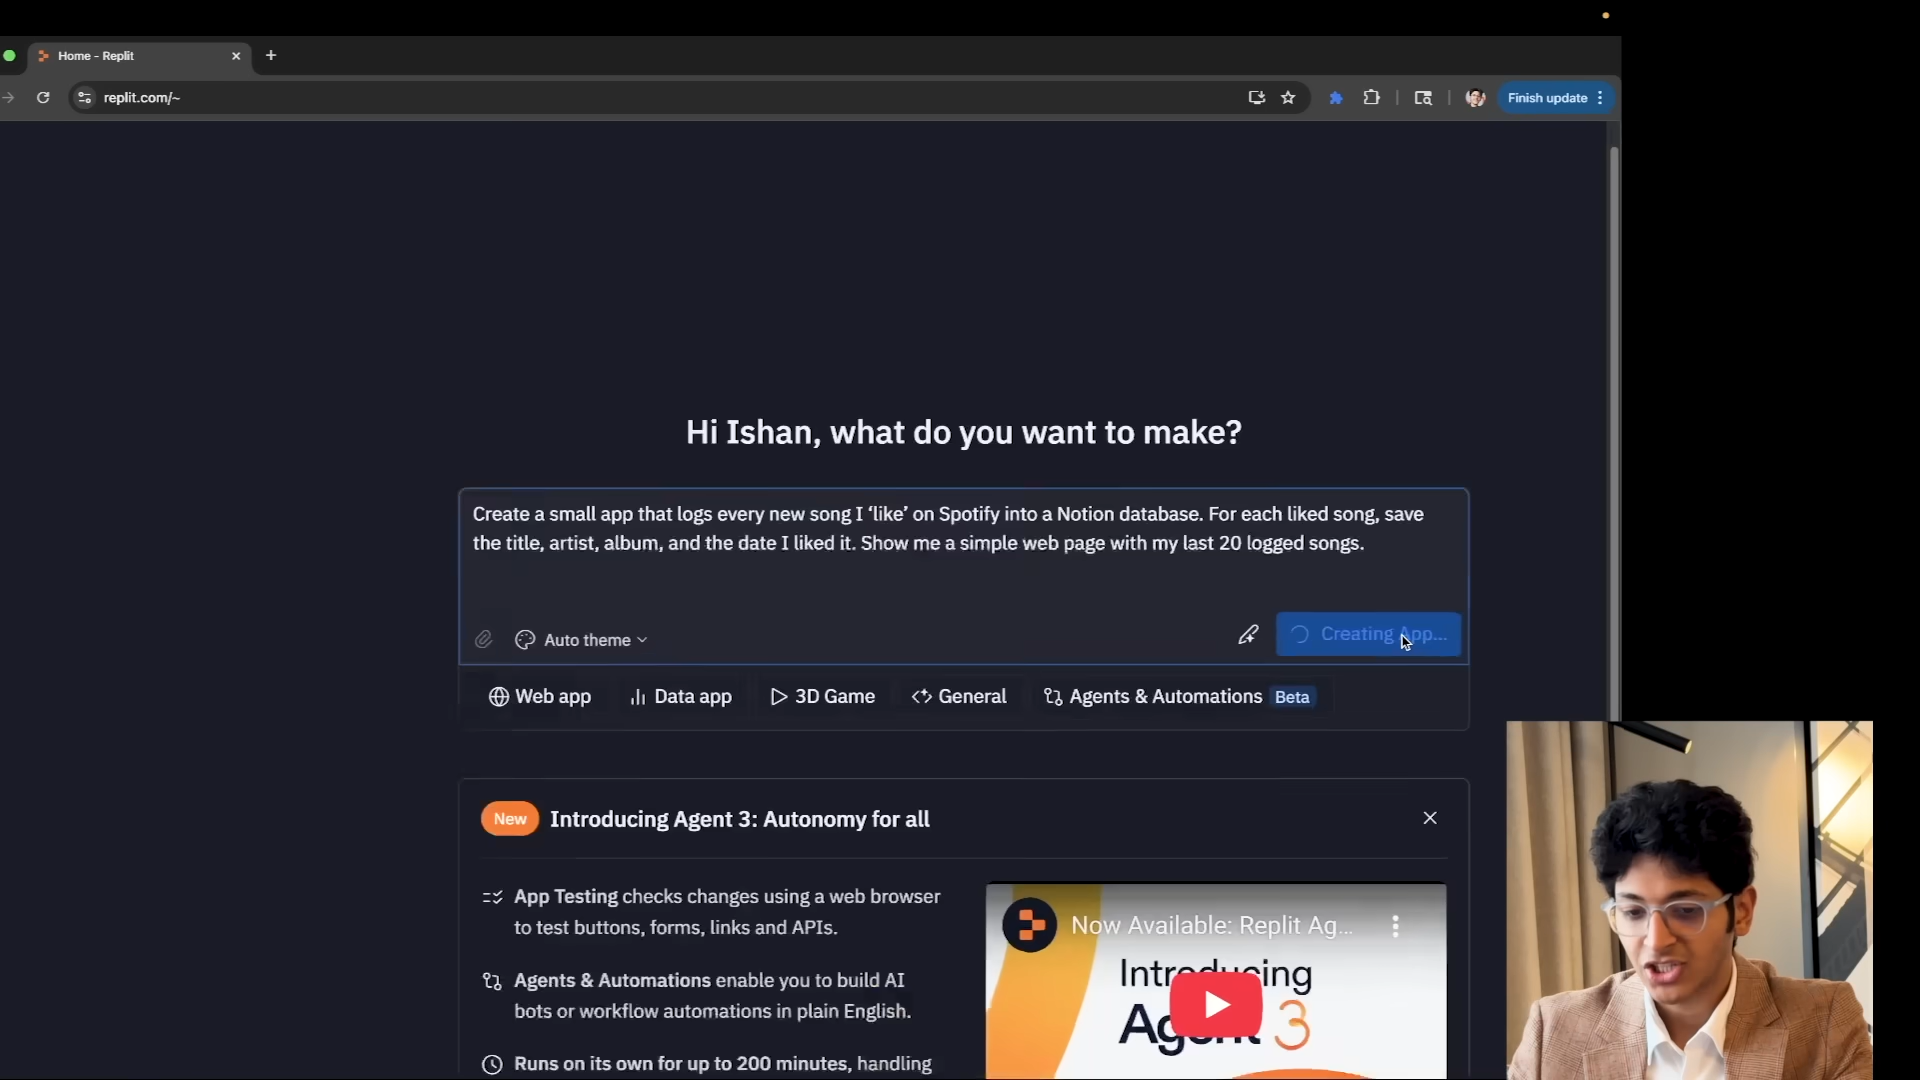 Home - Replit
replit.com/~
Finish update
Hi Ishan, what do you want to make?
Create a small app that logs every new song I ‘like’ on Spotify into a Notion database. For each liked song, save
the title, artist, album, and the date I liked it. Show me a simple web page with my last 20 logged songs.
Auto theme
Creating App...
Web app
Data app
3D Game
General
Agents & Automations Beta
New
Introducing Agent 3: Autonomy for all
App Testing checks changes using a web browser
to test buttons, forms, links and APIs.
Agents & Automations enable you to build AI
bots or workflow automations in plain English.
Runs on its own for up to 200 minutes, handling
Now Available: Replit Ag...
Introducing
Agent 3